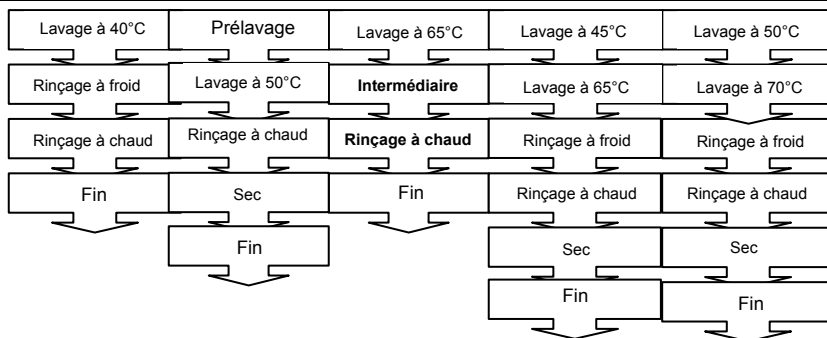 Lavage à 40°C
Prélavage
Lavage à 65°C
Lavage à 45°C
Lavage à 50°C
Rinçage à froid
Lavage à 50°C
Intermédiaire
Lavage à 65°C
Lavage à 70°C
Rinçage à chaud
Rinçage à chaud
Rinçage à chaud
Rinçage à froid
Rinçage à froid
Fin
Sec
Fin
Rinçage à chaud
Rinçage à chaud
Fin
Sec
Sec
Fin
Fin